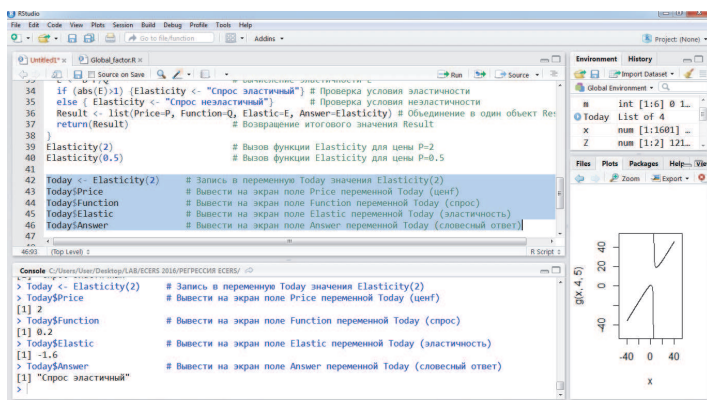 RStudio
File Edit Code View Plots Session Build Debug Profile Tools Help
Go to file/function Addins Project: (None)
Untitled1* × Global_factor.R ×
Source on Save Run Source
34 if (abs(E)>1) {Elasticity <- "Спрос эластичный"} # Проверка условия эластичности
35 else { Elasticity <- "Спрос неэластичный"} # Проверка условия неэластичности
36 Result <- list(Price=P, Function=Q, Elastic=E, Answer=Elasticity) # Объединение в один объект Res
37 return(Result) # Возвращение итогового значения Result
38 }
39 Elasticity(2) # Вызов функции Elasticity для цены P=2
40 Elasticity(0.5) # Вызов функции Elasticity для цены P=0.5
41
42 Today <- Elasticity(2) # Запись в переменную Today значения Elasticity(2)
43 Today$Price # Вывести на экран поле Price переменной Today (ценф)
44 Today$Function # Вывести на экран поле Function переменной Today (спрос)
45 Today$Elastic # Вывести на экран поле Elastic переменной Today (эластичность)
46 Today$Answer # Вывести на экран поле Answer переменной Today (словесный ответ)
47
46:93 (Top Level) R Script
Console C:/Users/User/Desktop/LAB/ECERS 2016/РЕГРЕССИЯ ECERS/
> Today <- Elasticity(2) # Запись в переменную Today значения Elasticity(2)
> Today$Price # Вывести на экран поле Price переменной Today (ценф)
[1] 2
> Today$Function # Вывести на экран поле Function переменной Today (спрос)
[1] 0.2
> Today$Elastic # Вывести на экран поле Elastic переменной Today (эластичность)
[1] -1.6
> Today$Answer # Вывести на экран поле Answer переменной Today (словесный ответ)
[1] "Спрос эластичный"
>
Environment History
Import Dataset
Global Environment
m int [1:6] 0 1…
Today List of 4
x num [1:1601] …
Z num [1:2] 121…
Files Plots Packages Help Vie
Zoom Export
g(x, 4, 5)
40
20
0
-40
-40 0 40
x